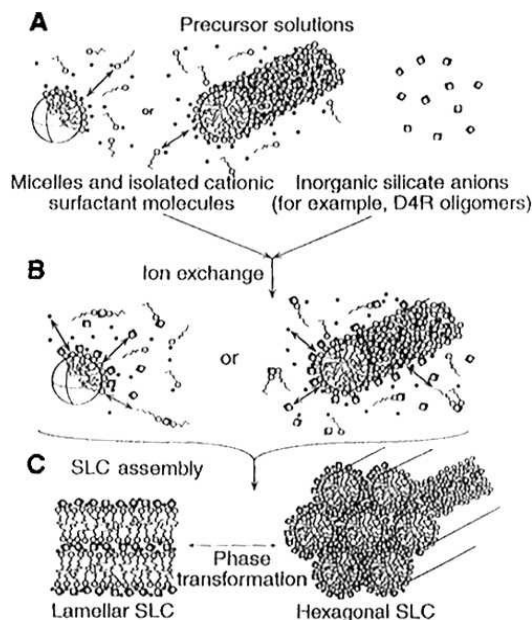 A
Precursor solutions
or
Micelles and isolated cationic
surfactant molecules
Inorganic silicate anions
(for example, D4R oligomers)
B
Ion exchange
or
C
SLC assembly
Phase
transformation
Lamellar SLC
Hexagonal SLC